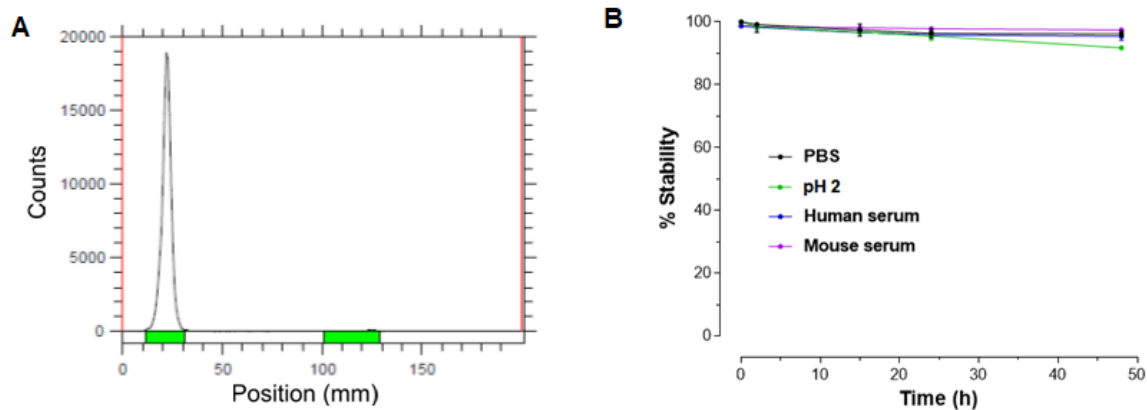 A
20000
15000
10000
5000
0
Counts
0 50 100 150
Position (mm)
B
100
80
60
40
20
0
% Stability
PBS
pH 2
Human serum
Mouse serum
0 10 20 30 40 50
Time (h)